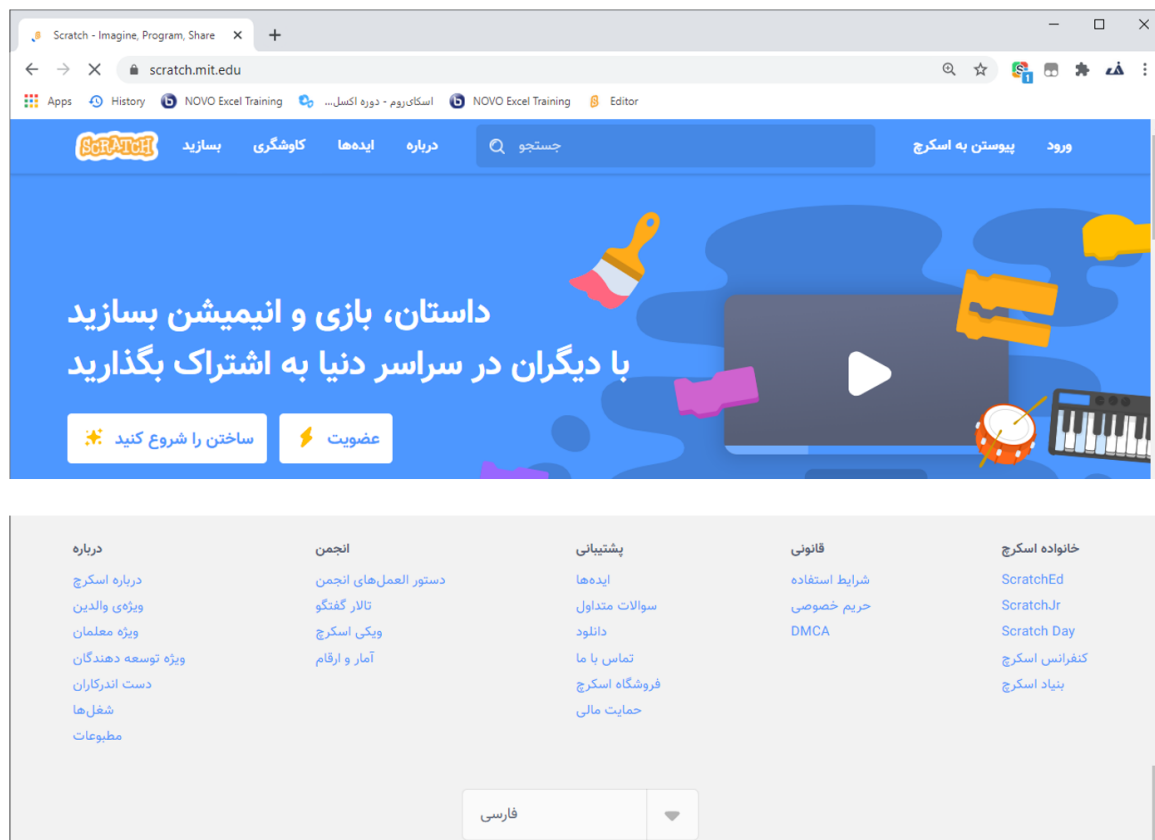 Scratch - Imagine, Program, Share
scratch.mit.edu
1
Apps
History
NOVO Excel Training
اسکای‌روم - دوره اکسل...
NOVO Excel Training
Editor
SCRATCH
بسازید
کاوشگری
ایده‌ها
درباره
جستجو
پیوستن به اسکرچ
ورود
داستان، بازی و انیمیشن بسازید
با دیگران در سراسر دنیا به اشتراک بگذارید
ساختن را شروع کنید
عضویت
درباره
درباره اسکرچ
ویژه‌ی والدین
ویژه معلمان
ویژه توسعه دهندگان
دست اندرکاران
شغل‌ها
مطبوعات
انجمن
دستور العمل‌های انجمن
تالار گفتگو
ویکی اسکرچ
آمار و ارقام
پشتیبانی
ایده‌ها
سوالات متداول
دانلود
تماس با ما
فروشگاه اسکرچ
حمایت مالی
قانونی
شرایط استفاده
حریم خصوصی
DMCA
خانواده اسکرچ
ScratchEd
ScratchJr
Scratch Day
کنفرانس اسکرچ
بنیاد اسکرچ
فارسی